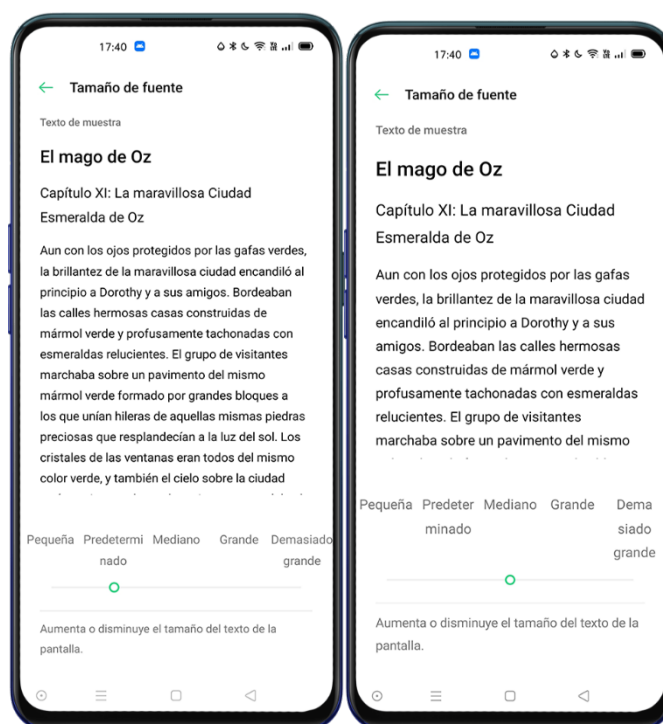 17:40
Tamaño de fuente
Texto de muestra
El mago de Oz
Capítulo XI: La maravillosa Ciudad
Esmeralda de Oz
Aun con los ojos protegidos por las gafas verdes,
la brillantez de la maravillosa ciudad encandiló al
principio a Dorothy y a sus amigos. Bordeaban
las calles hermosas casas construidas de
mármol verde y profusamente tachonadas con
esmeraldas relucientes. El grupo de visitantes
marchaba sobre un pavimento del mismo
mármol verde formado por grandes bloques a
los que unían hileras de aquellas mismas piedras
preciosas que resplandecían a la luz del sol. Los
cristales de las ventanas eran todos del mismo
color verde, y también el cielo sobre la ciudad
Pequeña Predetermi Mediano Grande Demasiado
nado grande
Aumenta o disminuye el tamaño del texto de la
pantalla.
17:40
Tamaño de fuente
Texto de muestra
El mago de Oz
Capítulo XI: La maravillosa Ciudad
Esmeralda de Oz
Aun con los ojos protegidos por las gafas
verdes, la brillantez de la maravillosa ciudad
encandiló al principio a Dorothy y a sus
amigos. Bordeaban las calles hermosas
casas construidas de mármol verde y
profusamente tachonadas con esmeraldas
relucientes. El grupo de visitantes
marchaba sobre un pavimento del mismo
Pequeña Predeter Mediano Grande Dema
minado siado
grande
Aumenta o disminuye el tamaño del texto de la
pantalla.